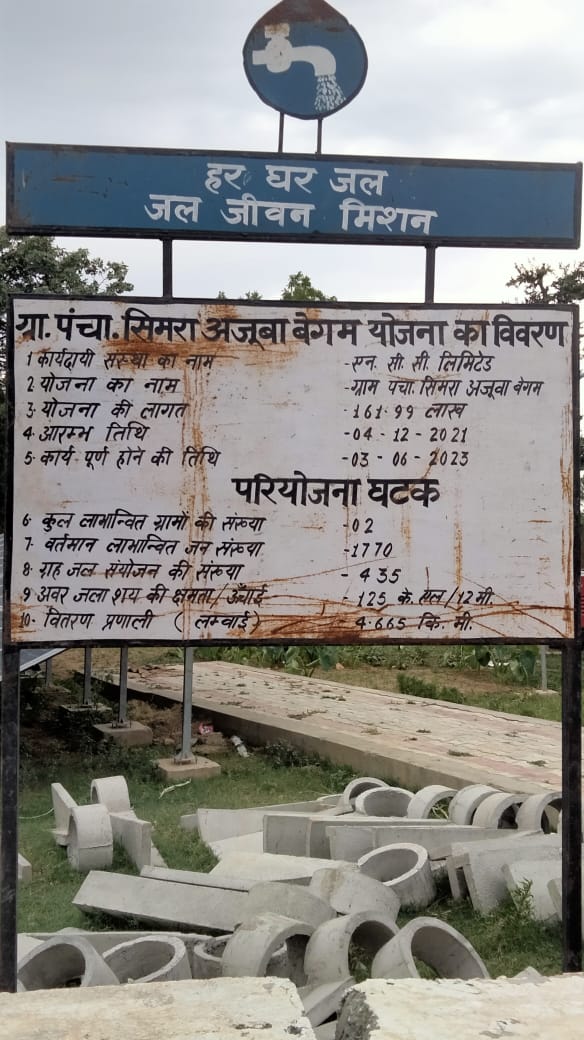 हर घर जल
जल जीवन मिशन
ग्रा. पंचा. सिमरा अजूबा बेगम योजना का विवरण
1 कार्यदायी संस्था का नाम - एन. सी. सी. लिमिटेड
2 योजना का नाम - ग्राम पंचा. सिमरा अजूवा बेगम
3. योजना की लागत - 161.99 लाख
4 आरम्भ तिथि - 04-12-2021
5. कार्य पूर्ण होने की तिथि - 03-06-2023
परियोजना घटक
6. कुल लाभान्वित ग्रामों की संख्या - 02
7. वर्तमान लाभान्वित जन संख्या - 1770
8. ग्रह जल संयोजन की संख्या - 435
9 अवर जलाशय की क्षमता/ऊँचाई - 125 के. एल/12 मी.
10. वितरण प्रणाली (लम्बाई) - 4.665 कि. मी.